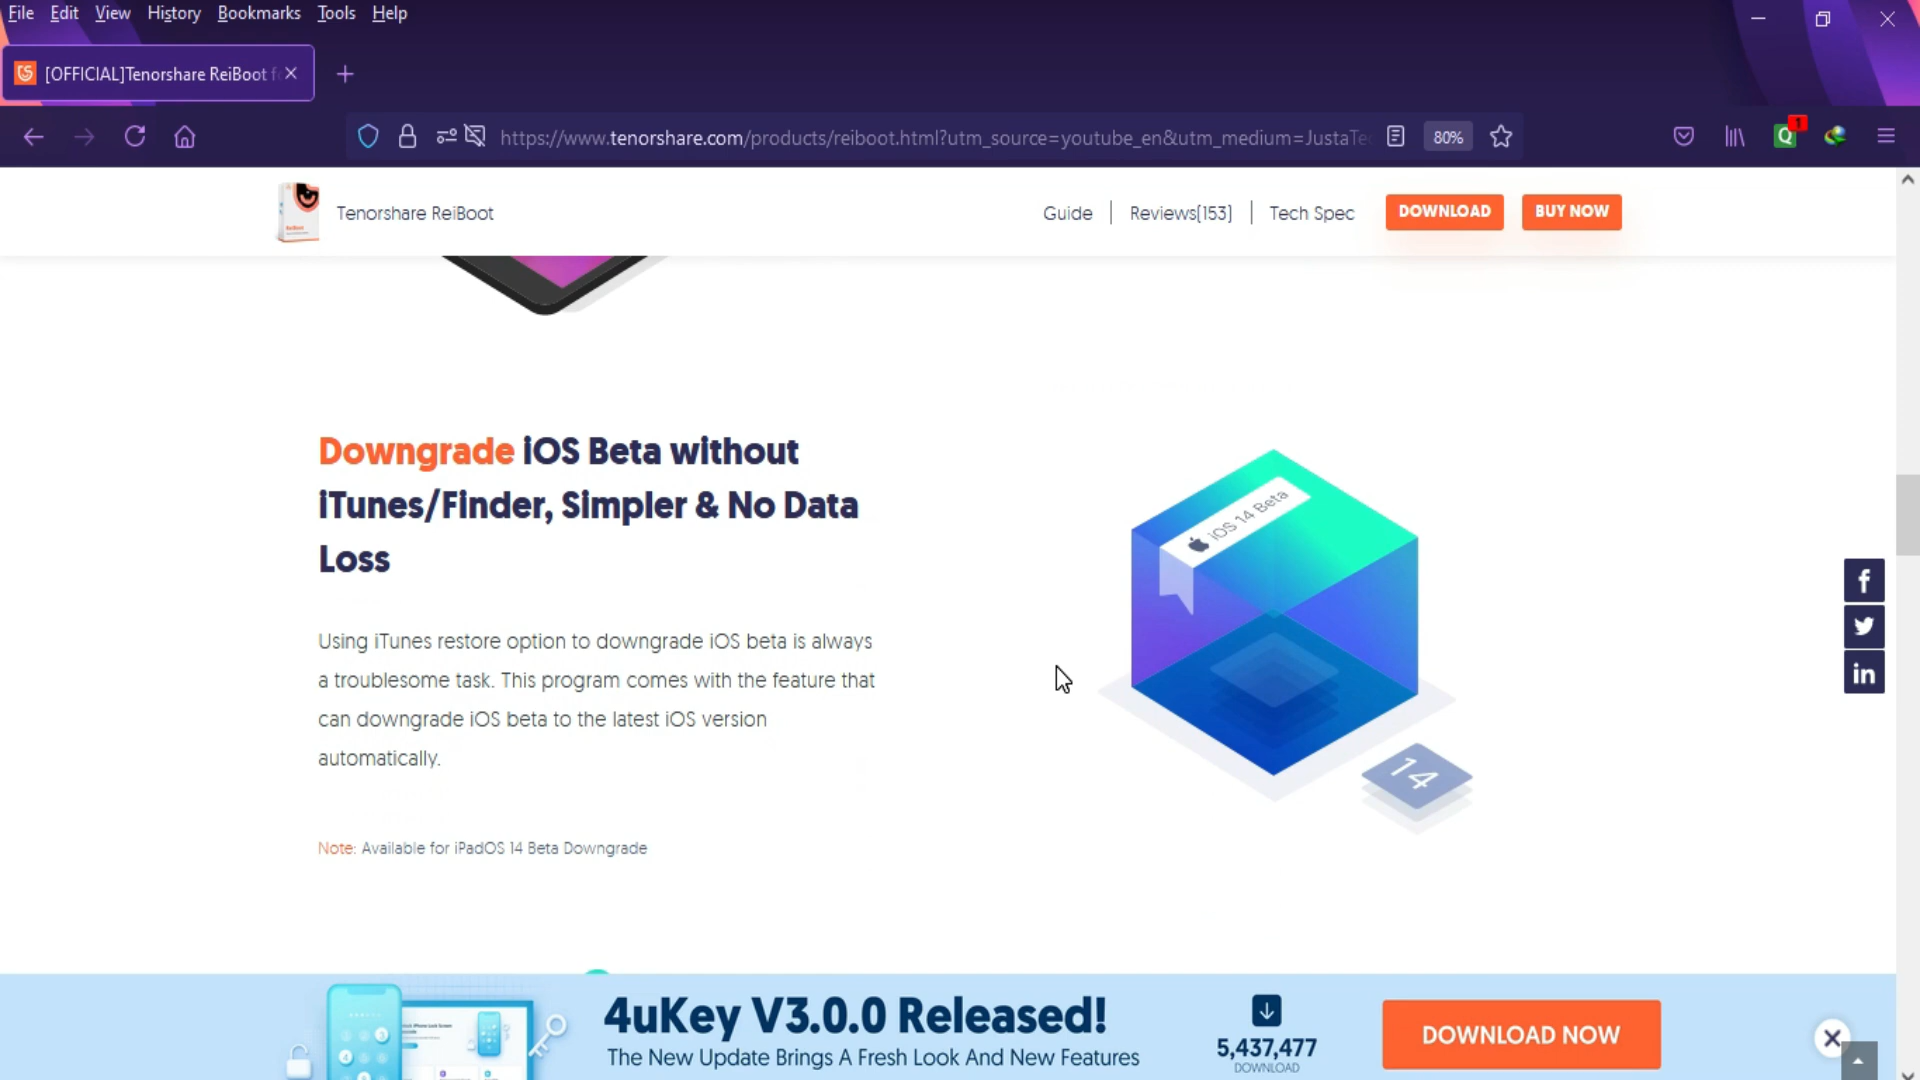 File Edit View History Bookmarks Tools Help
[OFFICIAL]Tenorshare ReiBoot f
https://www.tenorshare.com/products/reiboot.html?utm_source=youtube_en&utm_medium=JustaTe
80%
Q 1
Tenorshare ReiBoot
Guide | Reviews[153] | Tech Spec
DOWNLOAD
BUY NOW
Downgrade iOS Beta without
iTunes/Finder, Simpler & No Data
Loss
Using iTunes restore option to downgrade iOS beta is always
a troublesome task. This program comes with the feature that
can downgrade iOS beta to the latest iOS version
automatically.
Note: Available for iPadOS 14 Beta Downgrade
iOS 14 Beta
14
f
in
4uKey V3.0.0 Released!
The New Update Brings A Fresh Look And New Features
5,437,477
DOWNLOAD
DOWNLOAD NOW